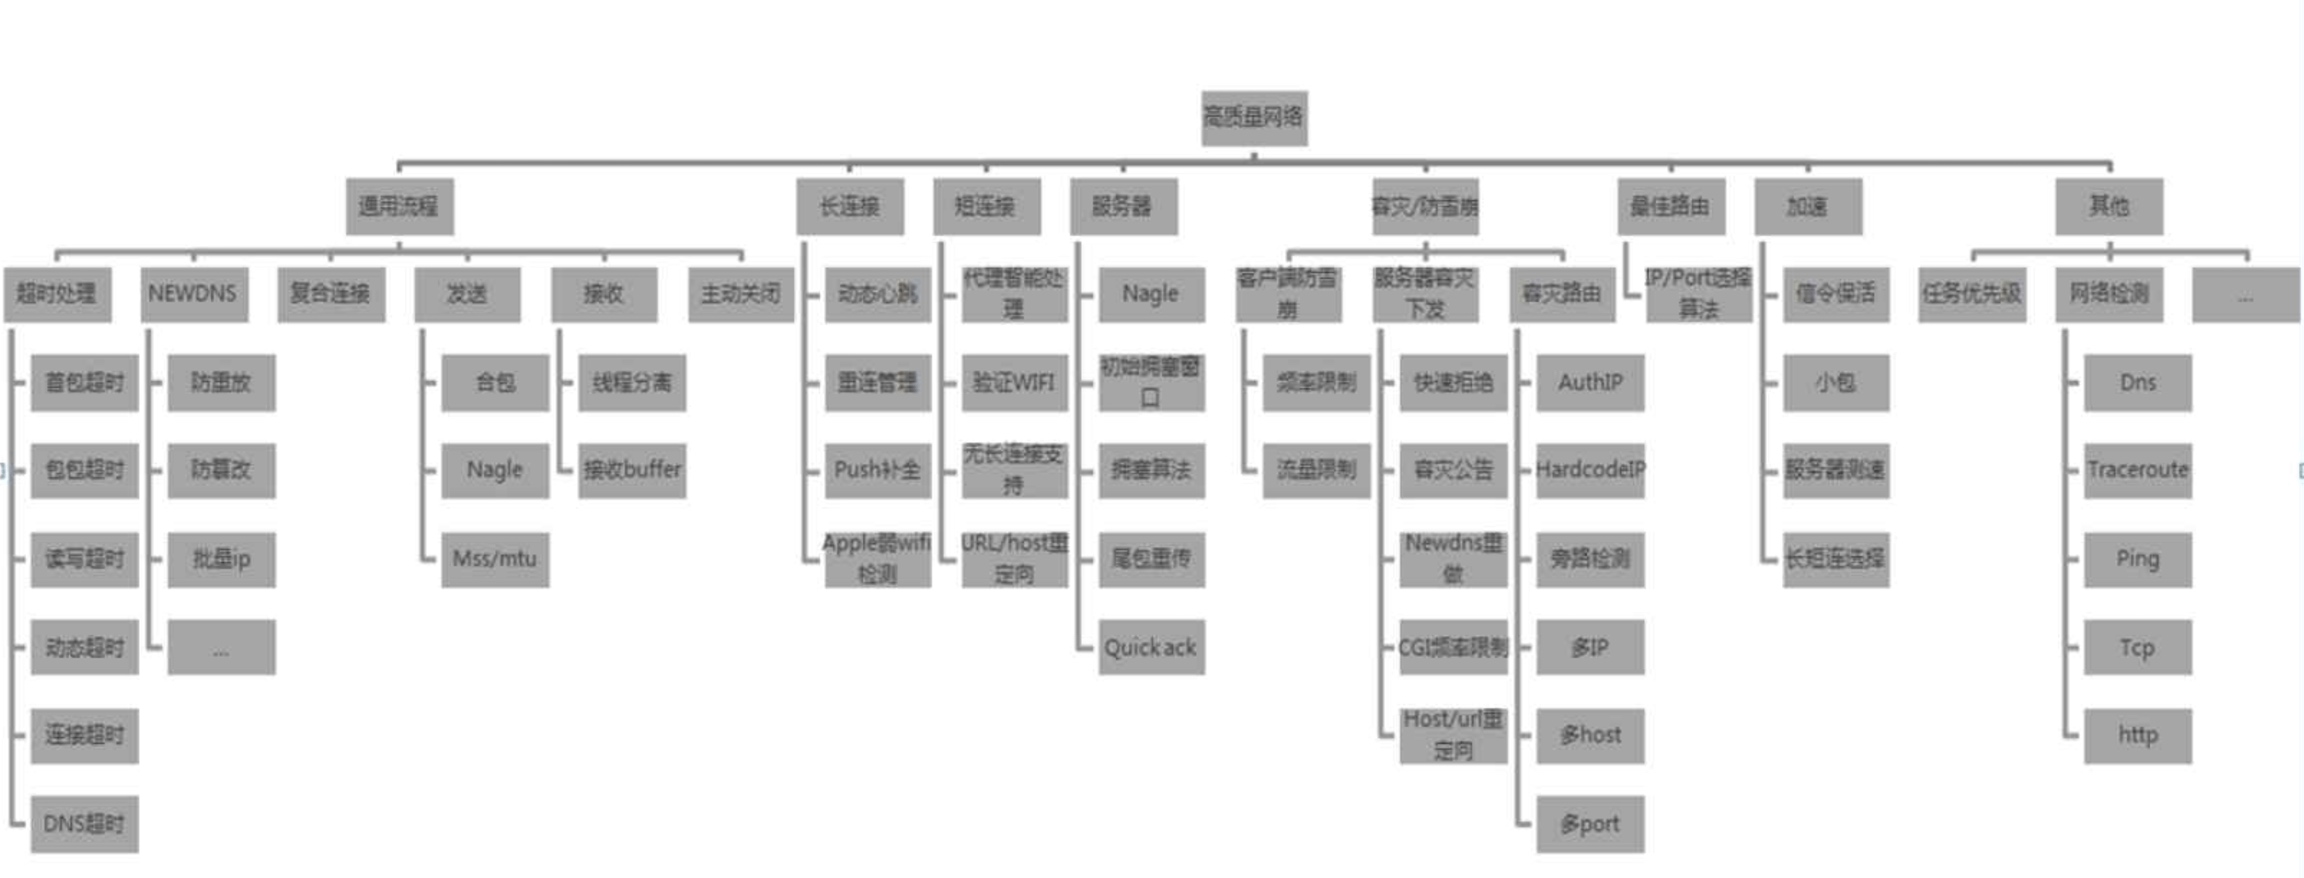 高质量网络
通用流程
长连接
短连接
服务器
容灾/防雪崩
最佳路由
加速
其他
超时处理
NEWDNS
复合连接
发送
接收
主动关闭
动态心跳
代理智能处
理
Nagle
客户端防雪
崩
服务器容灾
下发
容灾路由
IP/Port选择
算法
信令保活
任务优先级
网络检测
...
首包超时
防重放
合包
线程分离
重连管理
验证WIFI
初始拥塞窗
口
频率限制
快速拒绝
AuthIP
小包
Dns
包包超时
防篡改
Nagle
接收buffer
Push补全
无长连接支
持
拥塞算法
流量限制
容灾公告
HardcodeIP
服务器测速
Traceroute
读写超时
批量ip
Mss/mtu
Apple弱wifi
检测
URL/host重
定向
尾包重传
Newdns重
做
旁路检测
长短连选择
Ping
动态超时
...
Quick ack
CGI频率限制
多IP
Tcp
连接超时
Host/url重
定向
多host
http
DNS超时
多port